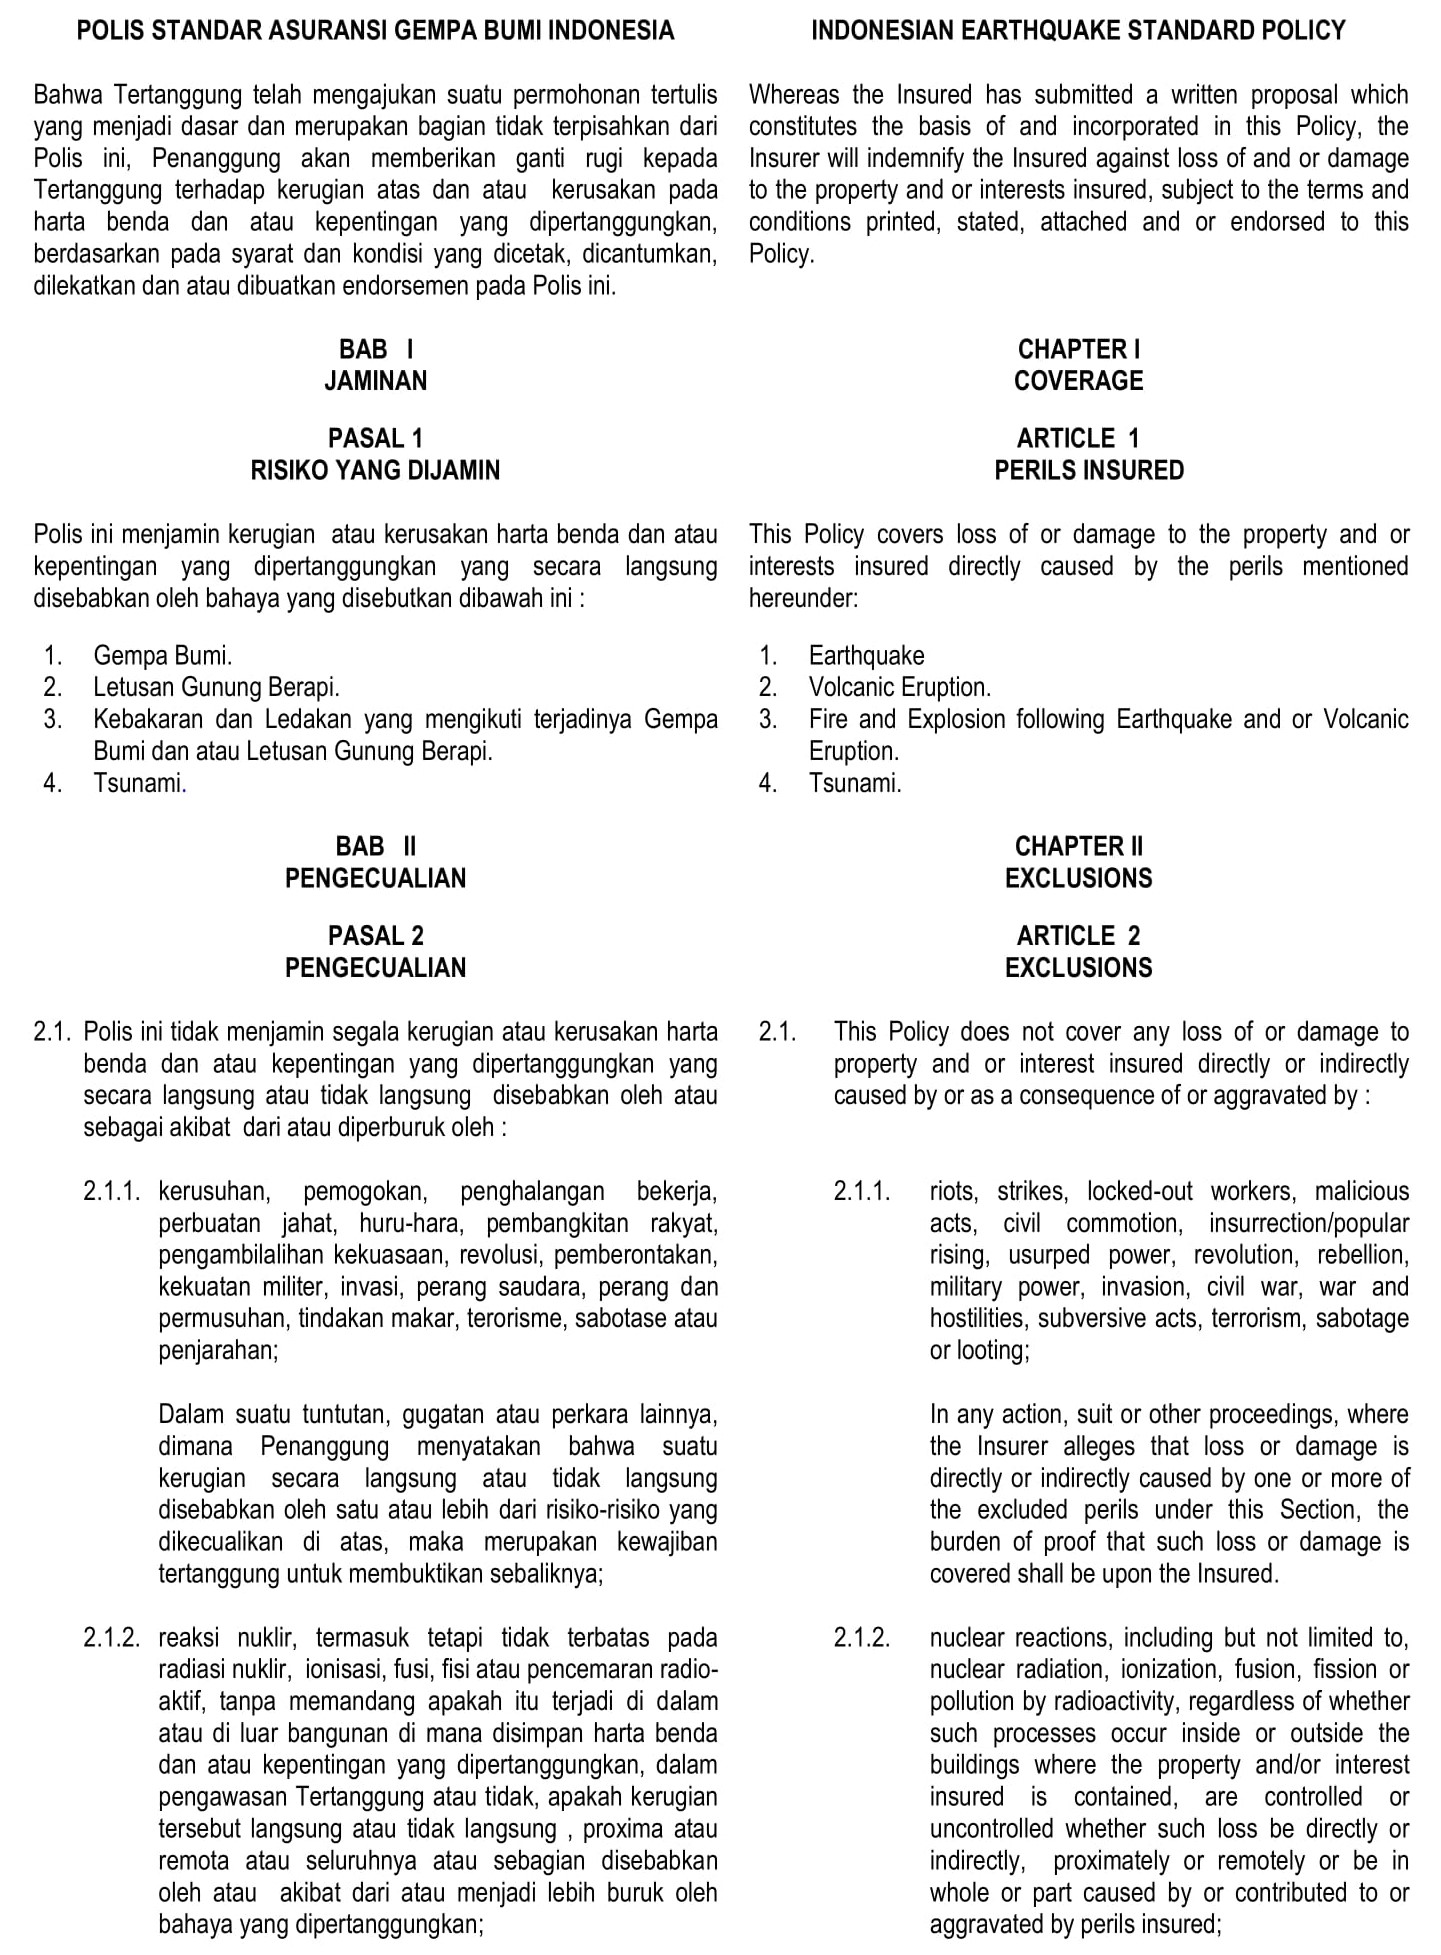 POLIS STANDAR ASURANSI GEMPA BUMI INDONESIA
Bahwa Tertanggung telah mengajukan suatu permohonan tertulis
yang menjadi dasar dan merupakan bagian tidak terpisahkan dari
Polis ini, Penanggung akan memberikan ganti rugi kepada
Tertanggung terhadap kerugian atas dan atau kerusakan pada
harta benda dan atau kepentingan yang dipertanggungkan,
berdasarkan pada syarat dan kondisi yang dicetak, dicantumkan,
dilekatkan dan atau dibuatkan endorsemen pada Polis ini.
BAB I
JAMINAN
PASAL 1
RISIKO YANG DIJAMIN
Polis ini menjamin kerugian atau kerusakan harta benda dan atau
kepentingan yang dipertanggungkan yang secara langsung
disebabkan oleh bahaya yang disebutkan dibawah ini :
1. Gempa Bumi.
2. Letusan Gunung Berapi.
3. Kebakaran dan Ledakan yang mengikuti terjadinya Gempa
Bumi dan atau Letusan Gunung Berapi.
4. Tsunami.
BAB II
PENGECUALIAN
PASAL 2
PENGECUALIAN
2.1. Polis ini tidak menjamin segala kerugian atau kerusakan harta
benda dan atau kepentingan yang dipertanggungkan yang
secara langsung atau tidak langsung disebabkan oleh atau
sebagai akibat dari atau diperburuk oleh :
2.1.1. kerusuhan, pemogokan, penghalangan bekerja,
perbuatan jahat, huru-hara, pembangkitan rakyat,
pengambilalihan kekuasaan, revolusi, pemberontakan,
kekuatan militer, invasi, perang saudara, perang dan
permusuhan, tindakan makar, terorisme, sabotase atau
penjarahan;
Dalam suatu tuntutan, gugatan atau perkara lainnya,
dimana Penanggung menyatakan bahwa suatu
kerugian secara langsung atau tidak langsung
disebabkan oleh satu atau lebih dari risiko-risiko yang
dikecualikan di atas, maka merupakan kewajiban
tertanggung untuk membuktikan sebaliknya;
2.1.2. reaksi nuklir, termasuk tetapi tidak terbatas pada
radiasi nuklir, ionisasi, fusi, fisi atau pencemaran radio-
aktif, tanpa memandang apakah itu terjadi di dalam
atau di luar bangunan di mana disimpan harta benda
dan atau kepentingan yang dipertanggungkan, dalam
pengawasan Tertanggung atau tidak, apakah kerugian
tersebut langsung atau tidak langsung , proxima atau
remota atau seluruhnya atau sebagian disebabkan
oleh atau akibat dari atau menjadi lebih buruk oleh
bahaya yang dipertanggungkan;
INDONESIAN EARTHQUAKE STANDARD POLICY
Whereas the Insured has submitted a written proposal which
constitutes the basis of and incorporated in this Policy, the
Insurer will indemnify the Insured against loss of and or damage
to the property and or interests insured, subject to the terms and
conditions printed, stated, attached and or endorsed to this
Policy.
CHAPTER I
COVERAGE
ARTICLE 1
PERILS INSURED
This Policy covers loss of or damage to the property and or
interests insured directly caused by the perils mentioned
hereunder:
1. Earthquake
2. Volcanic Eruption.
3. Fire and Explosion following Earthquake and or Volcanic
Eruption.
4. Tsunami.
CHAPTER II
EXCLUSIONS
ARTICLE 2
EXCLUSIONS
2.1. This Policy does not cover any loss of or damage to
property and or interest insured directly or indirectly
caused by or as a consequence of or aggravated by :
2.1.1. riots, strikes, locked-out workers, malicious
acts, civil commotion, insurrection/popular
rising, usurped power, revolution, rebellion,
military power, invasion, civil war, war and
hostilities, subversive acts, terrorism, sabotage
or looting;
In any action, suit or other proceedings, where
the Insurer alleges that loss or damage is
directly or indirectly caused by one or more of
the excluded perils under this Section, the
burden of proof that such loss or damage is
covered shall be upon the Insured.
2.1.2. nuclear reactions, including but not limited to,
nuclear radiation, ionization, fusion, fission or
pollution by radioactivity, regardless of whether
such processes occur inside or outside the
buildings where the property and/or interest
insured is contained, are controlled or
uncontrolled whether such loss be directly or
indirectly, proximately or remotely or be in
whole or part caused by or contributed to or
aggravated by perils insured;